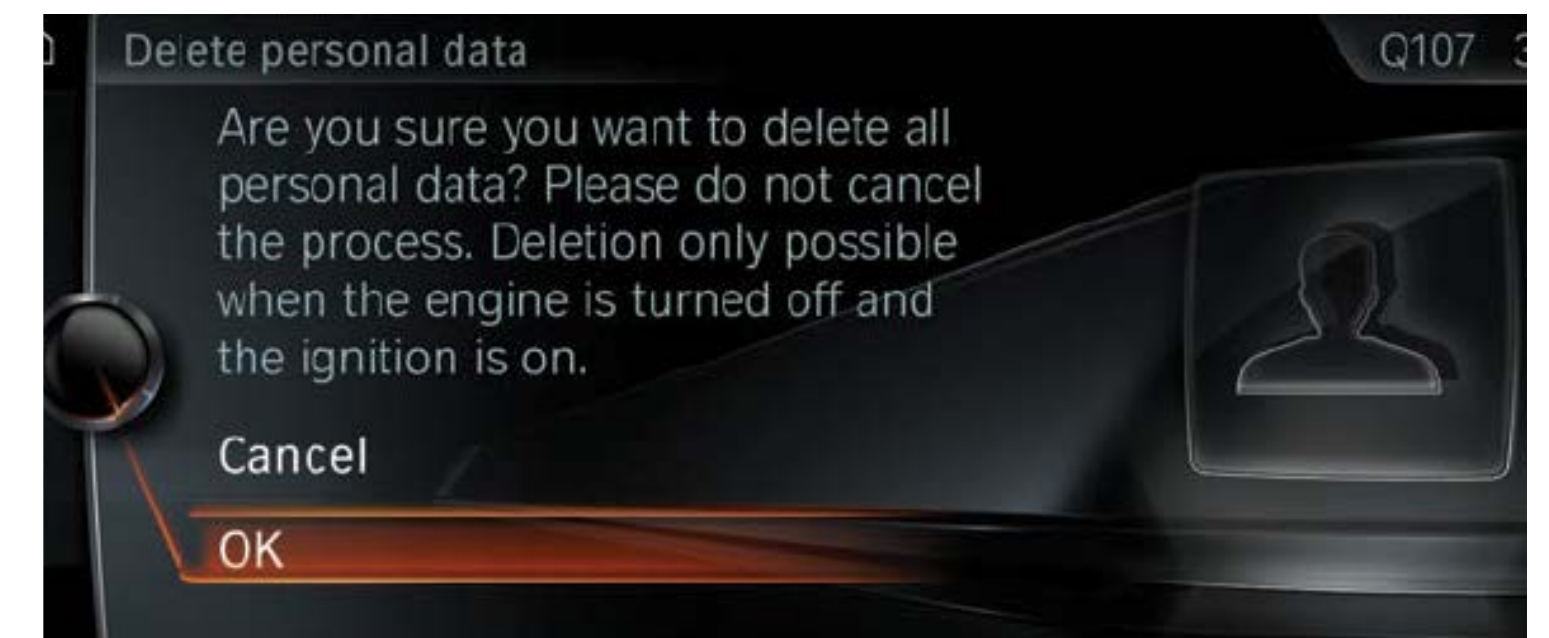 Delete personal data
Q107 3
Are you sure you want to delete all
personal data? Please do not cancel
the process. Deletion only possible
when the engine is turned off and
the ignition is on.
Cancel
OK